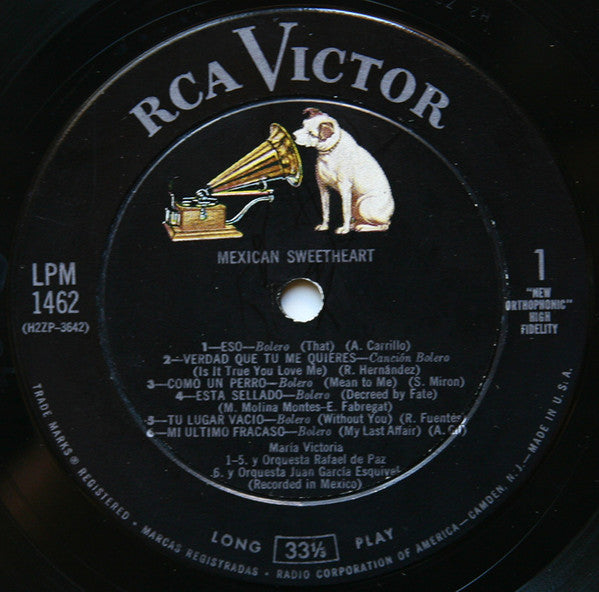 RCA VICTOR
MEXICAN SWEETHEART
LPM
1462
(H2ZP-3642)
1
"NEW
ORTHOPHONIC"
HIGH
FIDELITY
1—ESO—Bolero (That) (A. Carrillo)
2—VERDAD QUE TU ME QUIERES—Canción Bolero
(Is It True You Love Me) (R. Hernández)
3—COMO UN PERRO—Bolero (Mean to Me) (S. Miron)
4—ESTA SELLADO—Bolero (Decreed by Fate)
(M. Molina Montes-E. Fabregat)
5—TU LUGAR VACIO—Bolero (Without You) (R. Fuentes)
6—MI ULTIMO FRACASO—Bolero (My Last Affair) (A. Gil)
María Victoria
1-5. y Orquesta Rafael de Paz
.6. y Orquesta Juan García Esquivel
(Recorded in Mexico)
LONG 33⅓ PLAY
TRADE MARKS ® REGISTERED · MARCAS REGISTRADAS · RADIO CORPORATION OF AMERICA—CAMDEN, N.J.—MADE IN U.S.A.